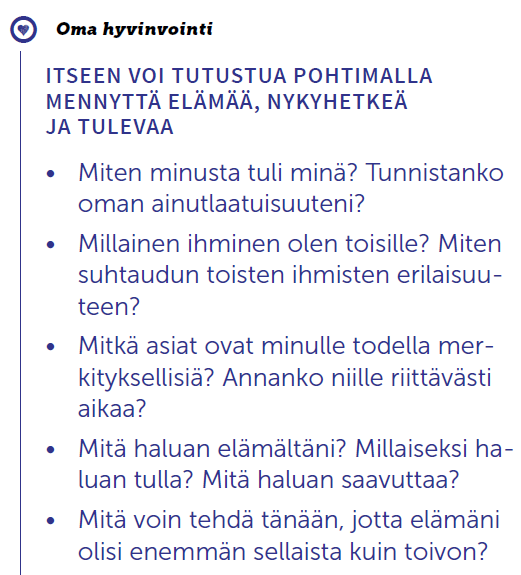 Oma hyvinvointi
ITSEEN VOI TUTUSTUA POHTIMALLA
MENNYTTÄ ELÄMÄÄ, NYKYHETKEÄ
JA TULEVAA
• Miten minusta tuli minä? Tunnistanko
oman ainutlaatuisuuteni?
• Millainen ihminen olen toisille? Miten
suhtaudun toisten ihmisten erilaisuu-
teen?
• Mitkä asiat ovat minulle todella mer-
kityksellisiä? Annanko niille riittävästi
aikaa?
• Mitä haluan elämältäni? Millaiseksi ha-
luan tulla? Mitä haluan saavuttaa?
• Mitä voin tehdä tänään, jotta elämäni
olisi enemmän sellaista kuin toivon?